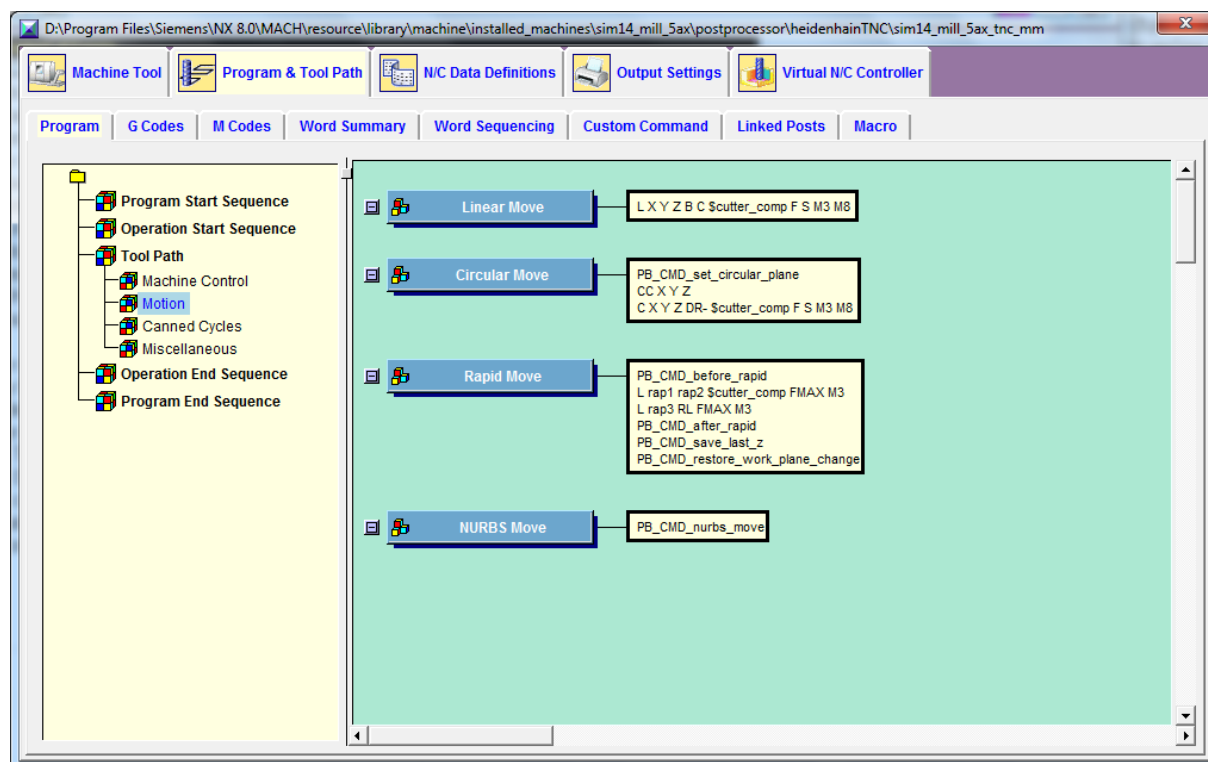 D:\Program Files\Siemens\NX 8.0\MACH\resource\library\machine\installed_machines\sim14_mill_5ax\postprocessor\heidenhainTNC\sim14_mill_5ax_tnc_mm
Machine Tool Program & Tool Path N/C Data Definitions Output Settings Virtual N/C Controller
Program G Codes M Codes Word Summary Word Sequencing Custom Command Linked Posts Macro
Program Start Sequence
Operation Start Sequence
Tool Path
Machine Control
Motion
Canned Cycles
Miscellaneous
Operation End Sequence
Program End Sequence
Linear Move
L X Y Z B C $cutter_comp F S M3 M8
Circular Move
PB_CMD_set_circular_plane
CC X Y Z
C X Y Z DR- $cutter_comp F S M3 M8
Rapid Move
PB_CMD_before_rapid
L rap1 rap2 $cutter_comp FMAX M3
L rap3 RL FMAX M3
PB_CMD_after_rapid
PB_CMD_save_last_z
PB_CMD_restore_work_plane_change
NURBS Move
PB_CMD_nurbs_move